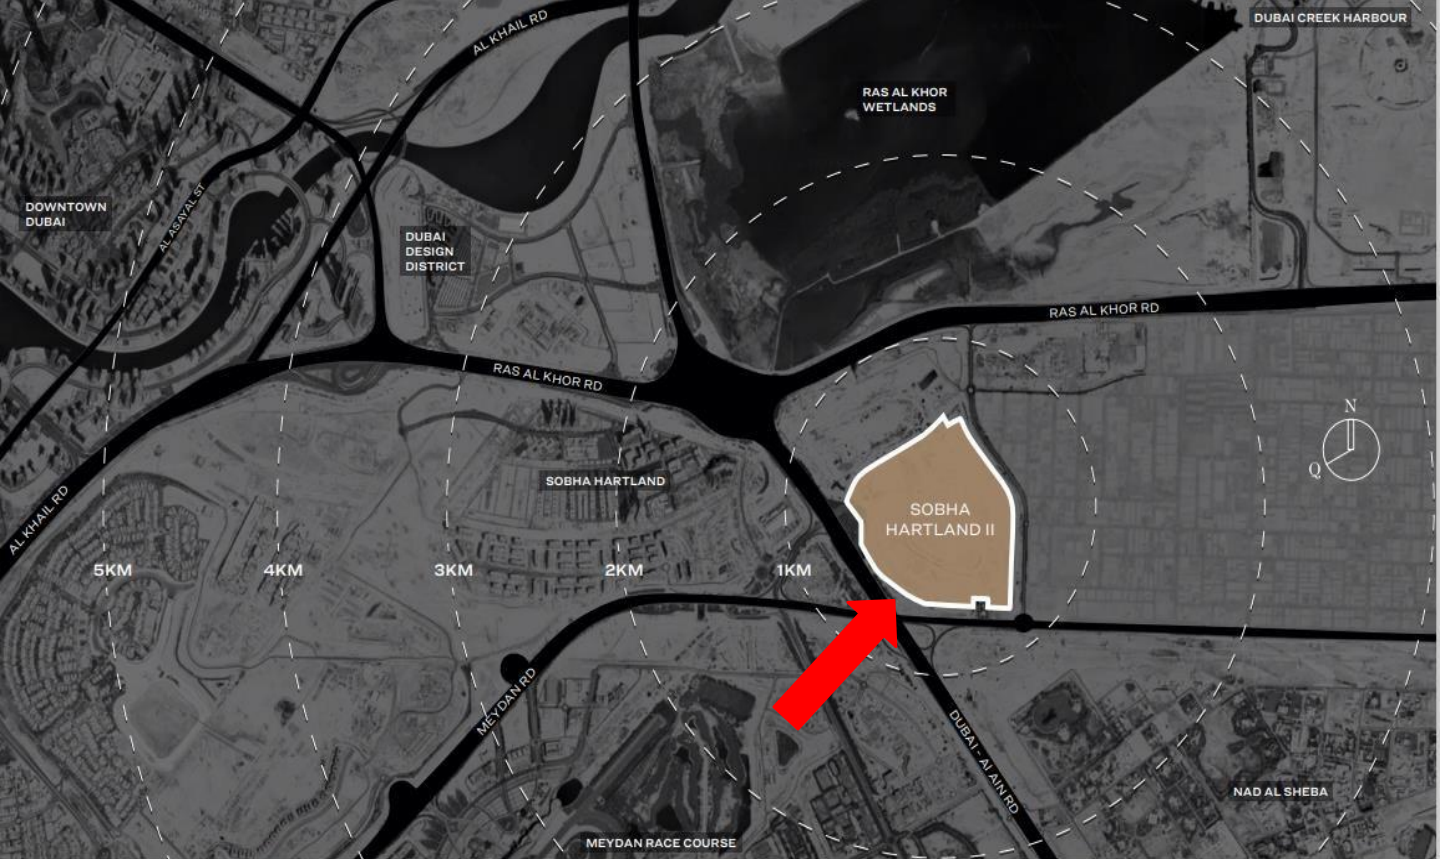 DUBAI CREEK HARBOUR
AL KHAIL RD
RAS AL KHOR
WETLANDS
DOWNTOWN
DUBAI
AL ASAYAL ST
DUBAI
DESIGN
DISTRICT
RAS AL KHOR RD
RAS AL KHOR RD
N
Q
SOBHA HARTLAND
SOBHA
HARTLAND II
AL KHAIL RD
5KM
4KM
3KM
2KM
1KM
MEYDAN RD
DUBAI - Al AIN RD
NAD AL SHEBA
MEYDAN RACE COURSE